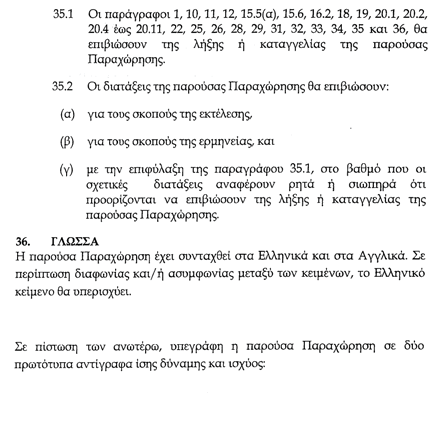 35.1 Οι παράγραφοι 1, 10, 11, 12, 15.5(α), 15.6, 16.2, 18, 19, 20.1, 20.2,
20.4 έως 20.11, 22, 25, 26, 28, 29, 31, 32, 33, 34, 35 και 36, θα
επιβιώσουν της λήξης ή καταγγελίας της παρούσας
Παραχώρησης.
35.2 Οι διατάξεις της παρούσας Παραχώρησης θα επιβιώσουν:
(α) για τους σκοπούς της εκτέλεσης,
(β) για τους σκοπούς της ερμηνείας, και
(γ) με την επιφύλαξη της παραγράφου 35.1, στο βαθμό που οι
σχετικές διατάξεις αναφέρουν ρητά ή σιωπηρά ότι
προορίζονται να επιβιώσουν της λήξης ή καταγγελίας της
παρούσας Παραχώρησης.
36. ΓΛΩΣΣΑ
Η παρούσα Παραχώρηση έχει συνταχθεί στα Ελληνικά και στα Αγγλικά. Σε
περίπτωση διαφωνίας και/ή ασυμφωνίας μεταξύ των κειμένων, το Ελληνικό
κείμενο θα υπερισχύει.
Σε πίστωση των ανωτέρω, υπεγράφη η παρούσα Παραχώρηση σε δύο
πρωτότυπα αντίγραφα ίσης δύναμης και ισχύος: